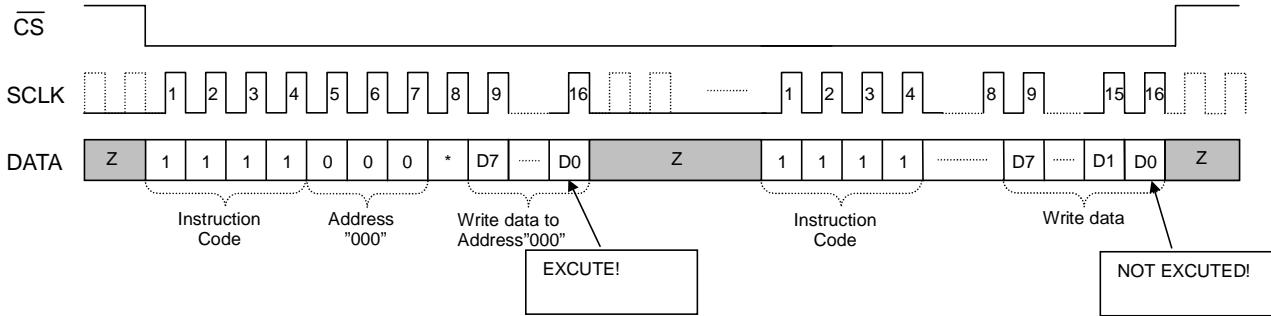 CS
SCLK 1 2 3 4 5 6 7 8 9 16 1 2 3 4 8 9 15 16
DATA Z 1 1 1 1 0 0 0 * D7 ...... D0 Z 1 1 1 1 .............. D7 ...... D1 D0 Z
Instruction
Code
Address
"000"
Write data to
Address"000"
Instruction
Code
Write data
EXCUTE!
NOT EXCUTED!